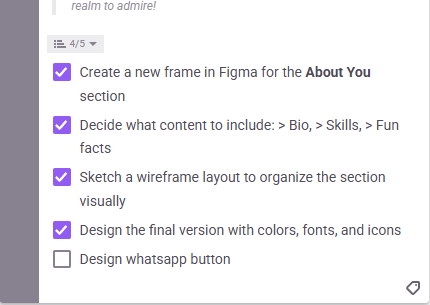 realm to admire!
4/5
Create a new frame in Figma for the About You
section
Decide what content to include: > Bio, > Skills, > Fun
facts
Sketch a wireframe layout to organize the section
visually
Design the final version with colors, fonts, and icons
Design whatsapp button